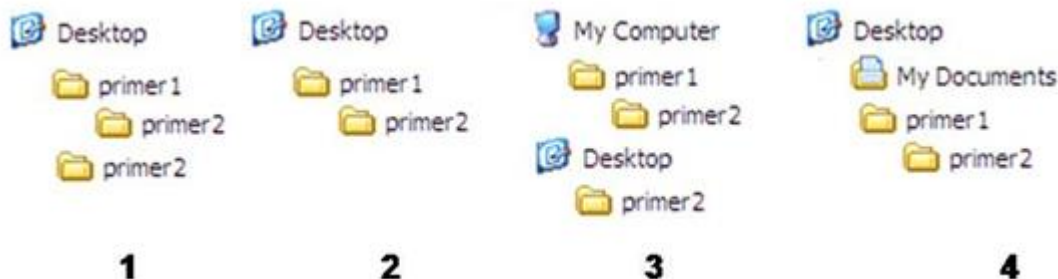 Desktop
primer1
primer2
primer2
1
Desktop
primer1
primer2
2
My Computer
primer1
primer2
Desktop
primer2
3
Desktop
My Documents
primer1
primer2
4